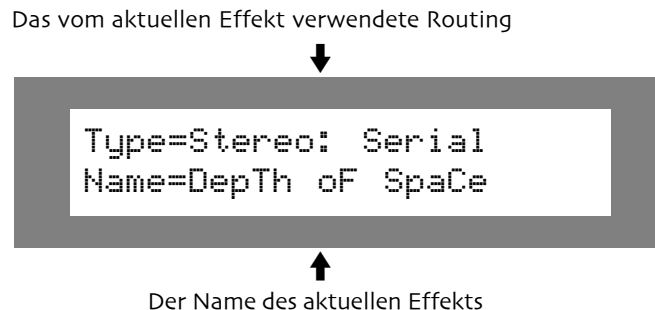 Das vom aktuellen Effekt verwendete Routing
Type=Stereo: Serial
Name=DepTh oF SpaCe
Der Name des aktuellen Effekts